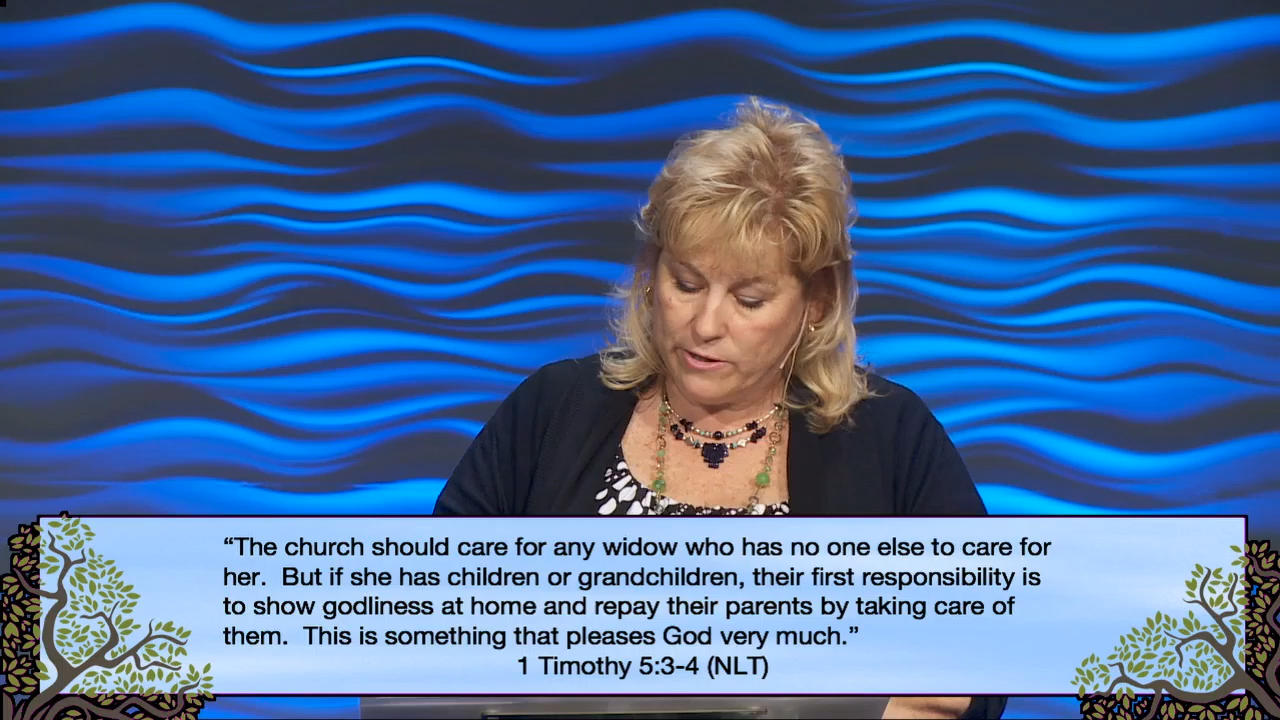 “The church should care for any widow who has no one else to care for
her.  But if she has children or grandchildren, their first responsibility is
to show godliness at home and repay their parents by taking care of
them.  This is something that pleases God very much.”
1 Timothy 5:3-4 (NLT)